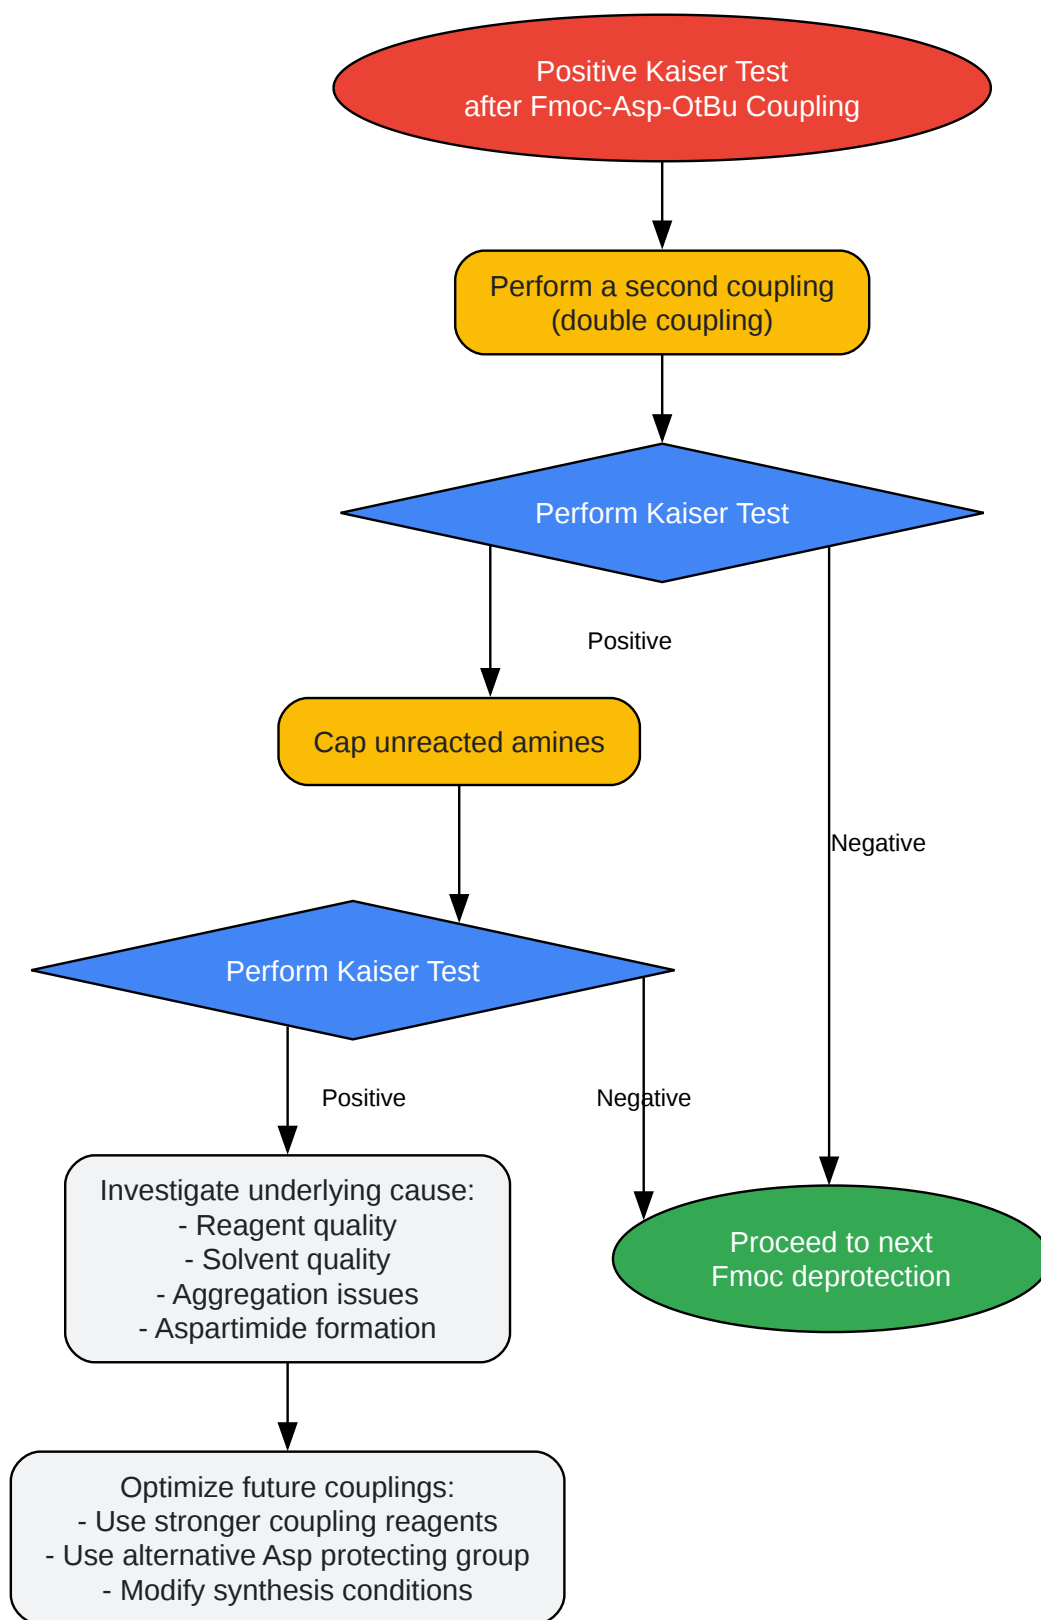 Positive Kaiser Test
after Fmoc-Asp-OtBu Coupling
Perform a second coupling
(double coupling)
Perform Kaiser Test
Positive
Cap unreacted amines
Negative
Perform Kaiser Test
Positive
Negative
Investigate underlying cause:
- Reagent quality
- Solvent quality
- Aggregation issues
- Aspartimide formation
Proceed to next
Fmoc deprotection
Optimize future couplings:
- Use stronger coupling reagents
- Use alternative Asp protecting group
- Modify synthesis conditions